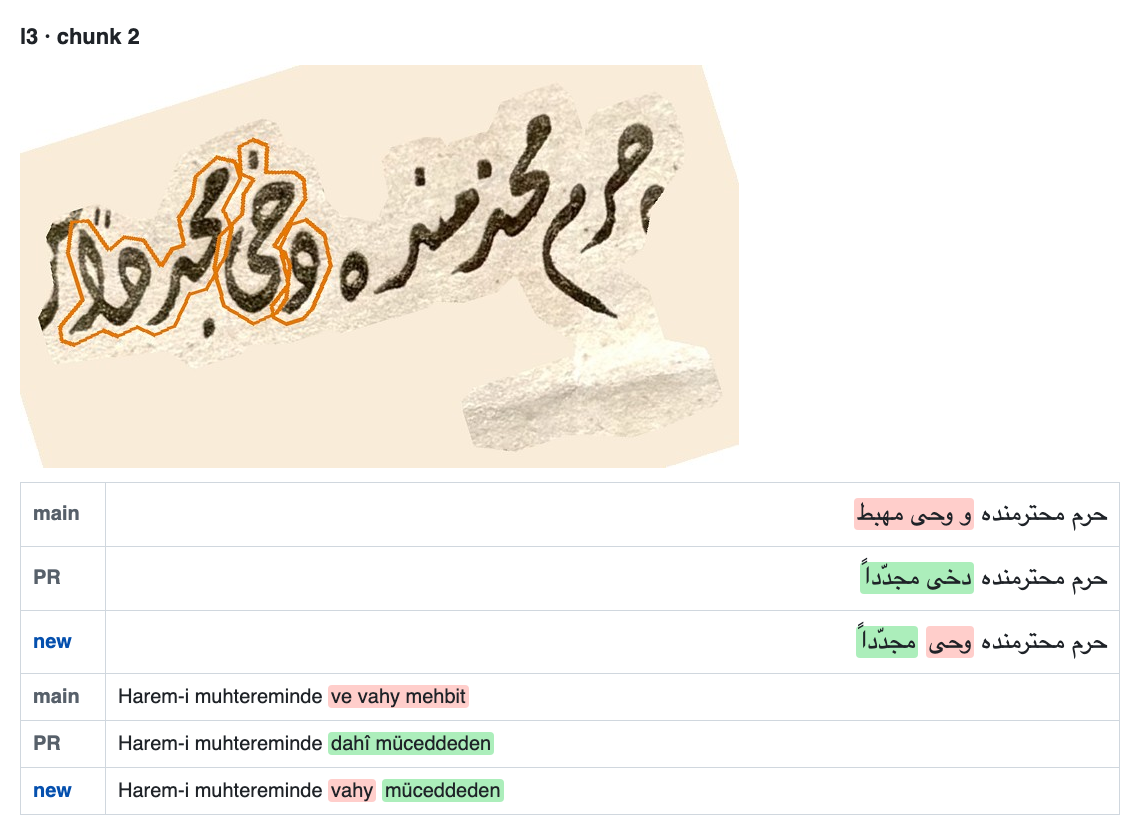 l3 · chunk 2
حرم محترمنده
main حرم محترمنده و وحی مهبط
PR حرم محترمنده دخی مجدّداً
new حرم محترمنده وحی مجدّداً
main Harem-i muhtereminde ve vahy mehbit
PR Harem-i muhtereminde dahî müceddeden
new Harem-i muhtereminde vahy müceddeden